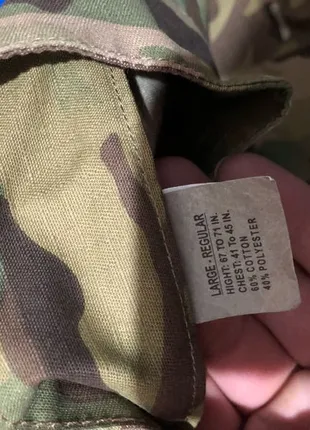 LARGE - REGULAR
HIGHT: 67 TO 71 IN.
CHEST: 41 To 45 IN.
60% COTTON
40% POLYESTER